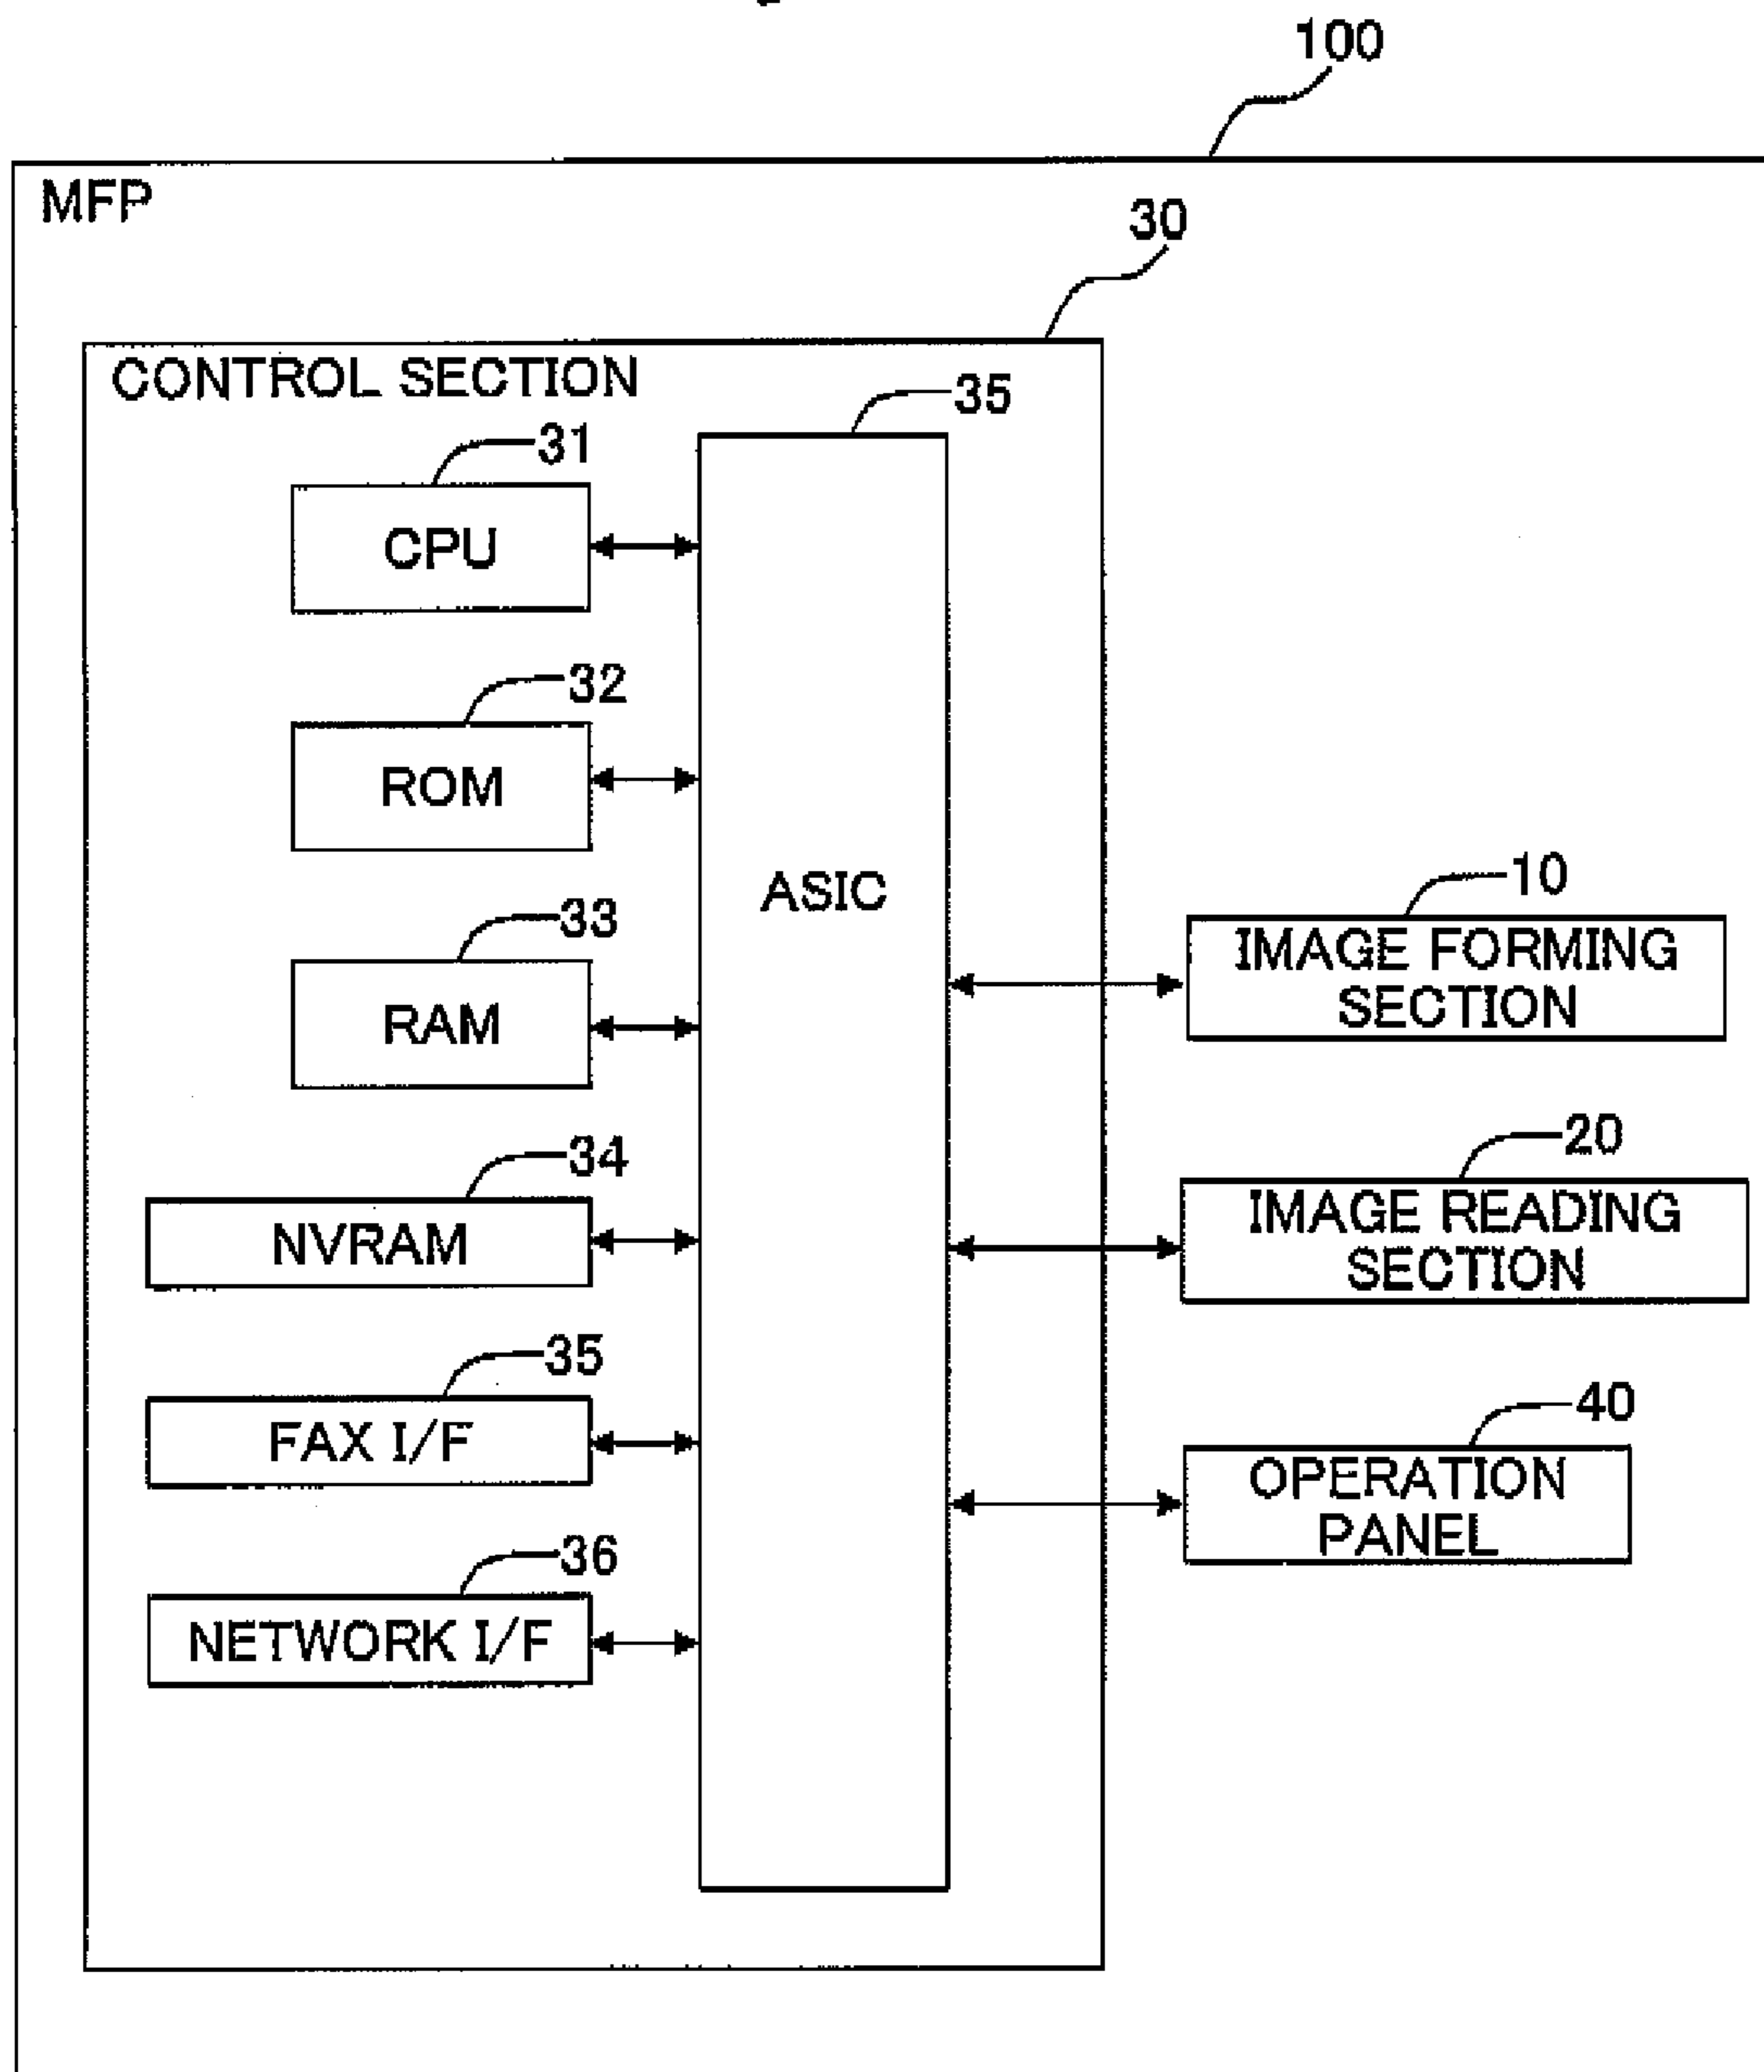 100
MFP
30
CONTROL SECTION
35
31
CPU
32
ROM
ASIC
10
33
IMAGE FORMING
SECTION
RAM
20
34
IMAGE READING
SECTION
NVRAM
35
40
FAX I/F
OPERATION
PANEL
36
NETWORK I/F